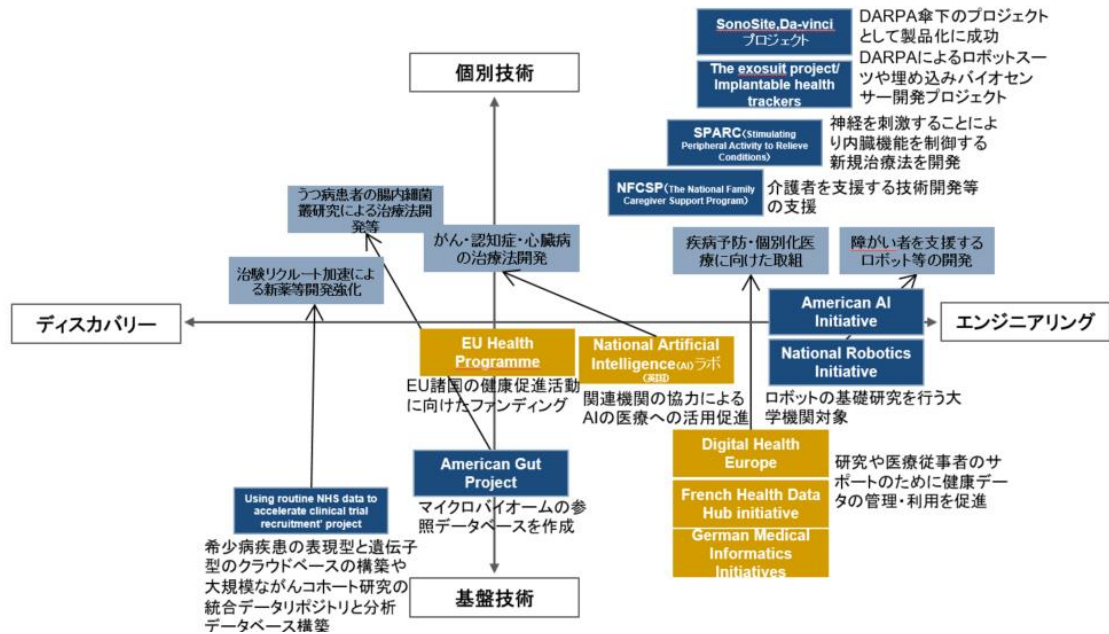 SonoSite,Da-vinci
プロジェクト
DARPA傘下のプロジェクト
として製品化に成功
The exosuit project/
Implantable health
trackers
DARPAによるロボットスー
ツや埋め込みバイオセン
サー開発プロジェクト
個別技術
SPARC(Stimulating
Peripheral Activity to Relieve
Conditions)
神経を刺激することによ
り内臓機能を制御する
新規治療法を開発
NFCSP(The National Family
Caregiver Support Program)
介護者を支援する技術開発等
の支援
うつ病患者の腸内細菌
叢研究による治療法開
発等
がん・認知症・心臓病
の治療法開発
疾病予防・個別化医
療に向けた取組
障がい者を支援する
ロボット等の開発
治験リクルート加速によ
る新薬等開発強化
ディスカバリー
エンジニアリング
American AI
Initiative
EU Health
Programme
National Artificial
Intelligence(AI)ラボ
(英国)
National Robotics
Initiative
EU諸国の健康促進活動
に向けたファンディング
関連機関の協力による
AIの医療への活用促進
ロボットの基礎研究を行う大
学機関対象
American Gut
Project
マイクロバイオームの参
照データベースを作成
Digital Health
Europe
French Health Data
Hub initiative
German Medical
Informatics
Initiatives
研究や医療従事者のサ
ポートのために健康デー
タの管理・利用を促進
Using routine NHS data to
accelerate clinical trial
recruitment' project
希少病疾患の表現型と遺伝子
型のクラウドベースの構築や
大規模ながんコホート研究の
統合データリポジトリと分析
データベース構築
基盤技術